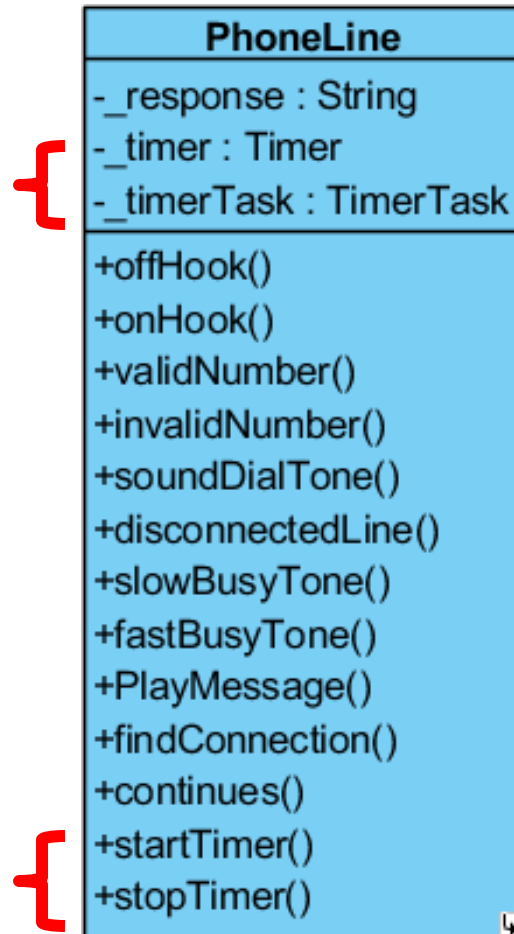 PhoneLine
-_response : String
-_timer : Timer
-_timerTask : TimerTask
+offHook()
+onHook()
+validNumber()
+invalidNumber()
+soundDialTone()
+disconnectedLine()
+slowBusyTone()
+fastBusyTone()
+PlayMessage()
+findConnection()
+continues()
+startTimer()
+stopTimer()